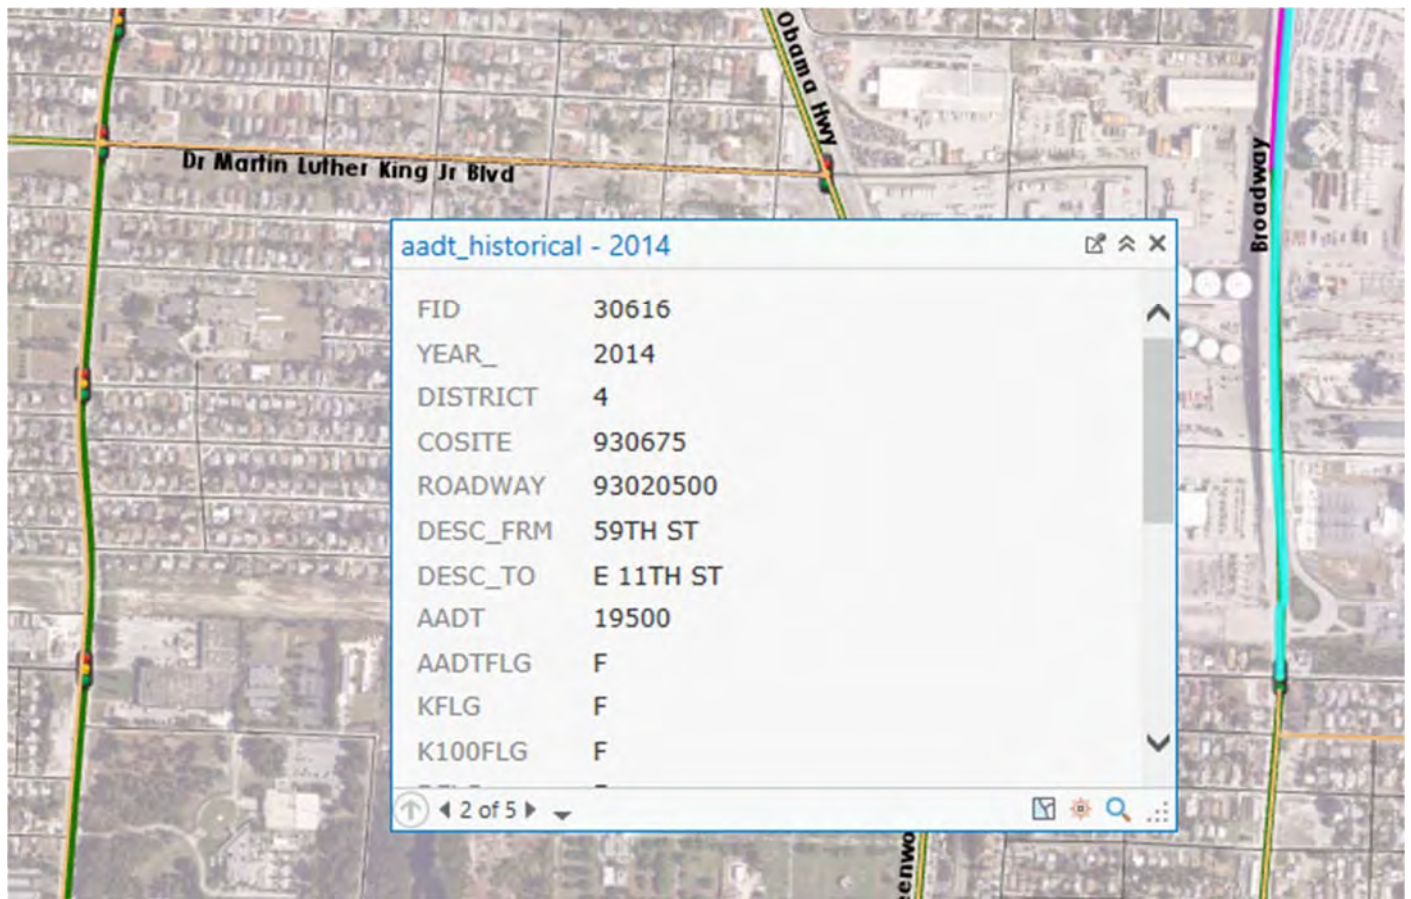 Obama Hwy
Dr Martin Luther King Jr Blvd
Broadway
aadt_historical - 2014
FID 30616
YEAR_ 2014
DISTRICT 4
COSITE 930675
ROADWAY 93020500
DESC_FRM 59TH ST
DESC_TO E 11TH ST
AADT 19500
AADTFLG F
KFLG F
K100FLG F
2 of 5
eenwo